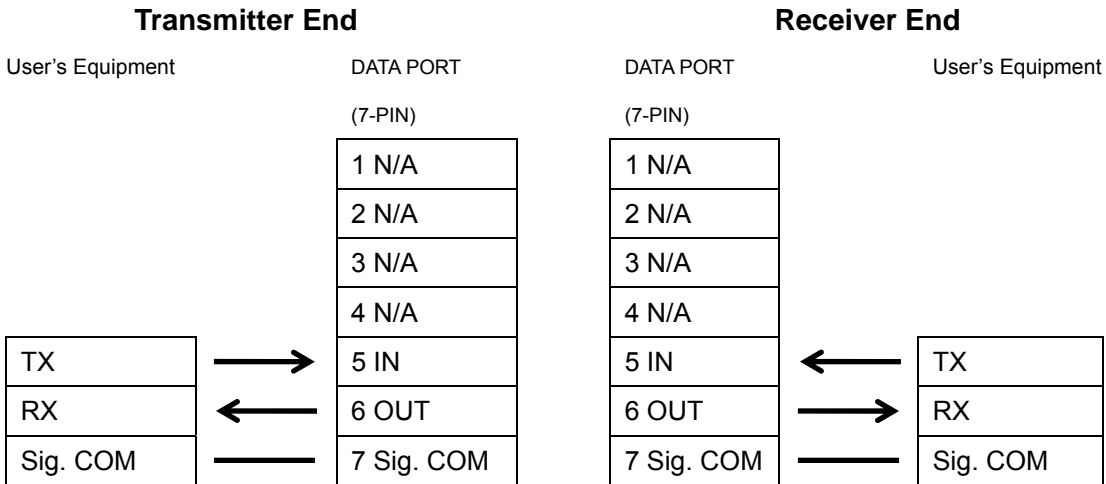 Transmitter End Receiver End
User's Equipment DATA PORT DATA PORT User's Equipment
(7-PIN) (7-PIN)
1 N/A 1 N/A
2 N/A 2 N/A
3 N/A 3 N/A
4 N/A 4 N/A
TX 5 IN 5 IN TX
RX 6 OUT 6 OUT RX
Sig. COM 7 Sig. COM 7 Sig. COM Sig. COM